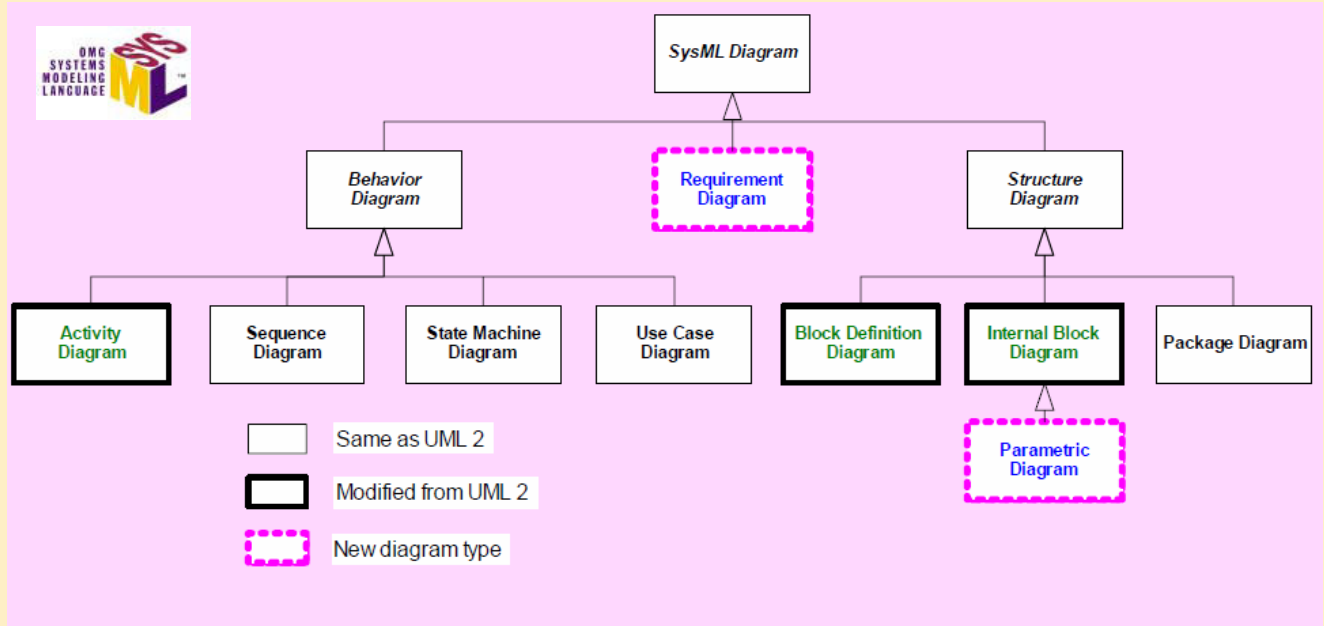 OMG
SYSTEMS
MODELING
LANGUAGE
SYS
ML™
SysML Diagram
Behavior
Diagram
Requirement
Diagram
Structure
Diagram
Activity
Diagram
Sequence
Diagram
State Machine
Diagram
Use Case
Diagram
Block Definition
Diagram
Internal Block
Diagram
Package Diagram
Parametric
Diagram
Same as UML 2
Modified from UML 2
New diagram type